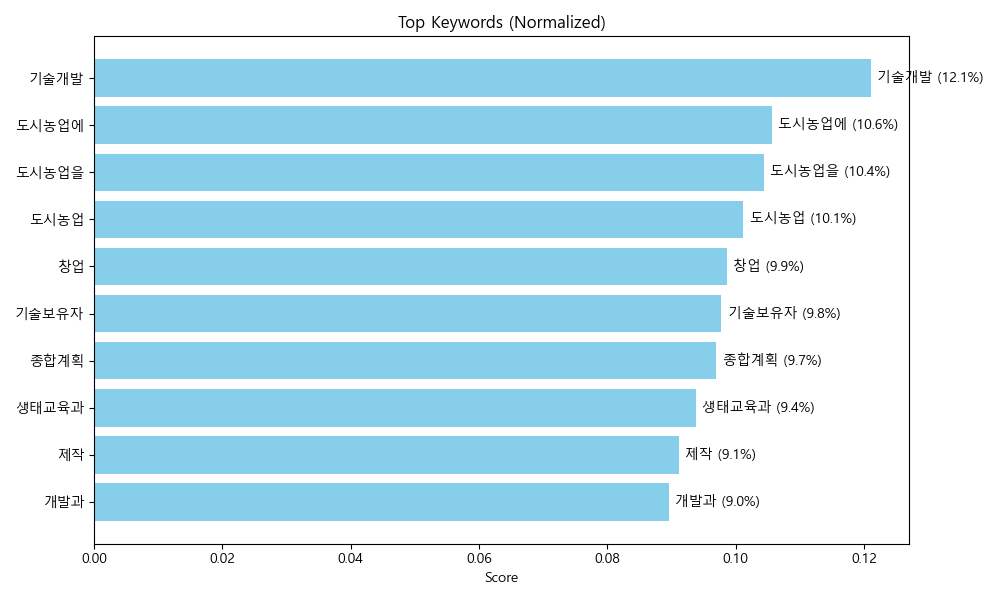 Top Keywords (Normalized)
기술개발
기술개발 (12.1%)
도시농업에
도시농업에 (10.6%)
도시농업을
도시농업을 (10.4%)
도시농업
도시농업 (10.1%)
창업
창업 (9.9%)
기술보유자
기술보유자 (9.8%)
종합계획
종합계획 (9.7%)
생태교육과
생태교육과 (9.4%)
제작
제작 (9.1%)
개발과
개발과 (9.0%)
0.00 0.02 0.04 0.06 0.08 0.10 0.12
Score